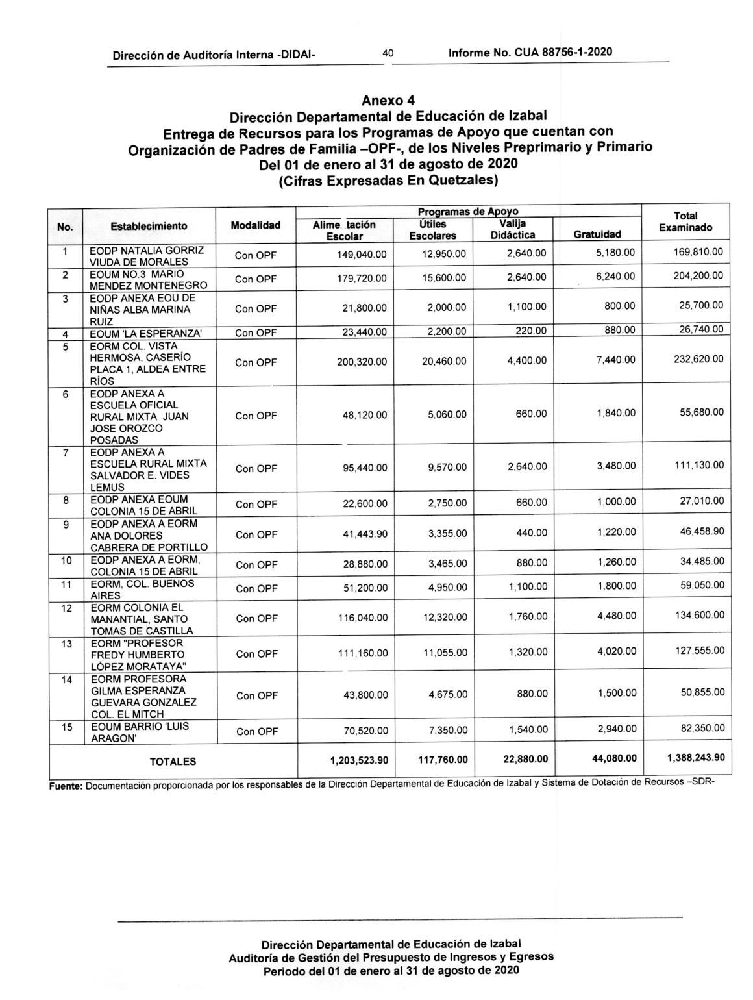 Dirección de Auditoría Interna -DIDAI- 40 Informe No. CUA 88756-1-2020
Anexo 4
Dirección Departamental de Educación de Izabal
Entrega de Recursos para los Programas de Apoyo que cuentan con
Organización de Padres de Familia –OPF-, de los Niveles Preprimario y Primario
Del 01 de enero al 31 de agosto de 2020
(Cifras Expresadas En Quetzales)
No. Establecimiento Modalidad Programas de Apoyo Total Examinado
Alime tación Escolar Útiles Escolares Valija Didáctica Gratuidad
1 EODP NATALIA GORRIZ VIUDA DE MORALES Con OPF 149,040.00 12,950.00 2,640.00 5,180.00 169,810.00
2 EOUM NO.3 MARIO MENDEZ MONTENEGRO Con OPF 179,720.00 15,600.00 2,640.00 6,240.00 204,200.00
3 EODP ANEXA EOU DE NIÑAS ALBA MARINA RUIZ Con OPF 21,800.00 2,000.00 1,100.00 800.00 25,700.00
4 EOUM 'LA ESPERANZA' Con OPF 23,440.00 2,200.00 220.00 880.00 26,740.00
5 EORM COL. VISTA HERMOSA, CASERÍO PLACA 1, ALDEA ENTRE RÍOS Con OPF 200,320.00 20,460.00 4,400.00 7,440.00 232,620.00
6 EODP ANEXA A ESCUELA OFICIAL RURAL MIXTA JUAN JOSE OROZCO POSADAS Con OPF 48,120.00 5,060.00 660.00 1,840.00 55,680.00
7 EODP ANEXA A ESCUELA RURAL MIXTA SALVADOR E. VIDES LEMUS Con OPF 95,440.00 9,570.00 2,640.00 3,480.00 111,130.00
8 EODP ANEXA EOUM COLONIA 15 DE ABRIL Con OPF 22,600.00 2,750.00 660.00 1,000.00 27,010.00
9 EODP ANEXA A EORM ANA DOLORES CABRERA DE PORTILLO Con OPF 41,443.90 3,355.00 440.00 1,220.00 46,458.90
10 EODP ANEXA A EORM, COLONIA 15 DE ABRIL Con OPF 28,880.00 3,465.00 880.00 1,260.00 34,485.00
11 EORM, COL. BUENOS AIRES Con OPF 51,200.00 4,950.00 1,100.00 1,800.00 59,050.00
12 EORM COLONIA EL MANANTIAL, SANTO TOMAS DE CASTILLA Con OPF 116,040.00 12,320.00 1,760.00 4,480.00 134,600.00
13 EORM "PROFESOR FREDY HUMBERTO LÓPEZ MORATAYA" Con OPF 111,160.00 11,055.00 1,320.00 4,020.00 127,555.00
14 EORM PROFESORA GILMA ESPERANZA GUEVARA GONZALEZ COL. EL MITCH Con OPF 43,800.00 4,675.00 880.00 1,500.00 50,855.00
15 EOUM BARRIO 'LUIS ARAGON' Con OPF 70,520.00 7,350.00 1,540.00 2,940.00 82,350.00
TOTALES 1,203,523.90 117,760.00 22,880.00 44,080.00 1,388,243.90
Fuente: Documentación proporcionada por los responsables de la Dirección Departamental de Educación de Izabal y Sistema de Dotación de Recursos –SDR-
Dirección Departamental de Educación de Izabal
Auditoría de Gestión del Presupuesto de Ingresos y Egresos
Periodo del 01 de enero al 31 de agosto de 2020